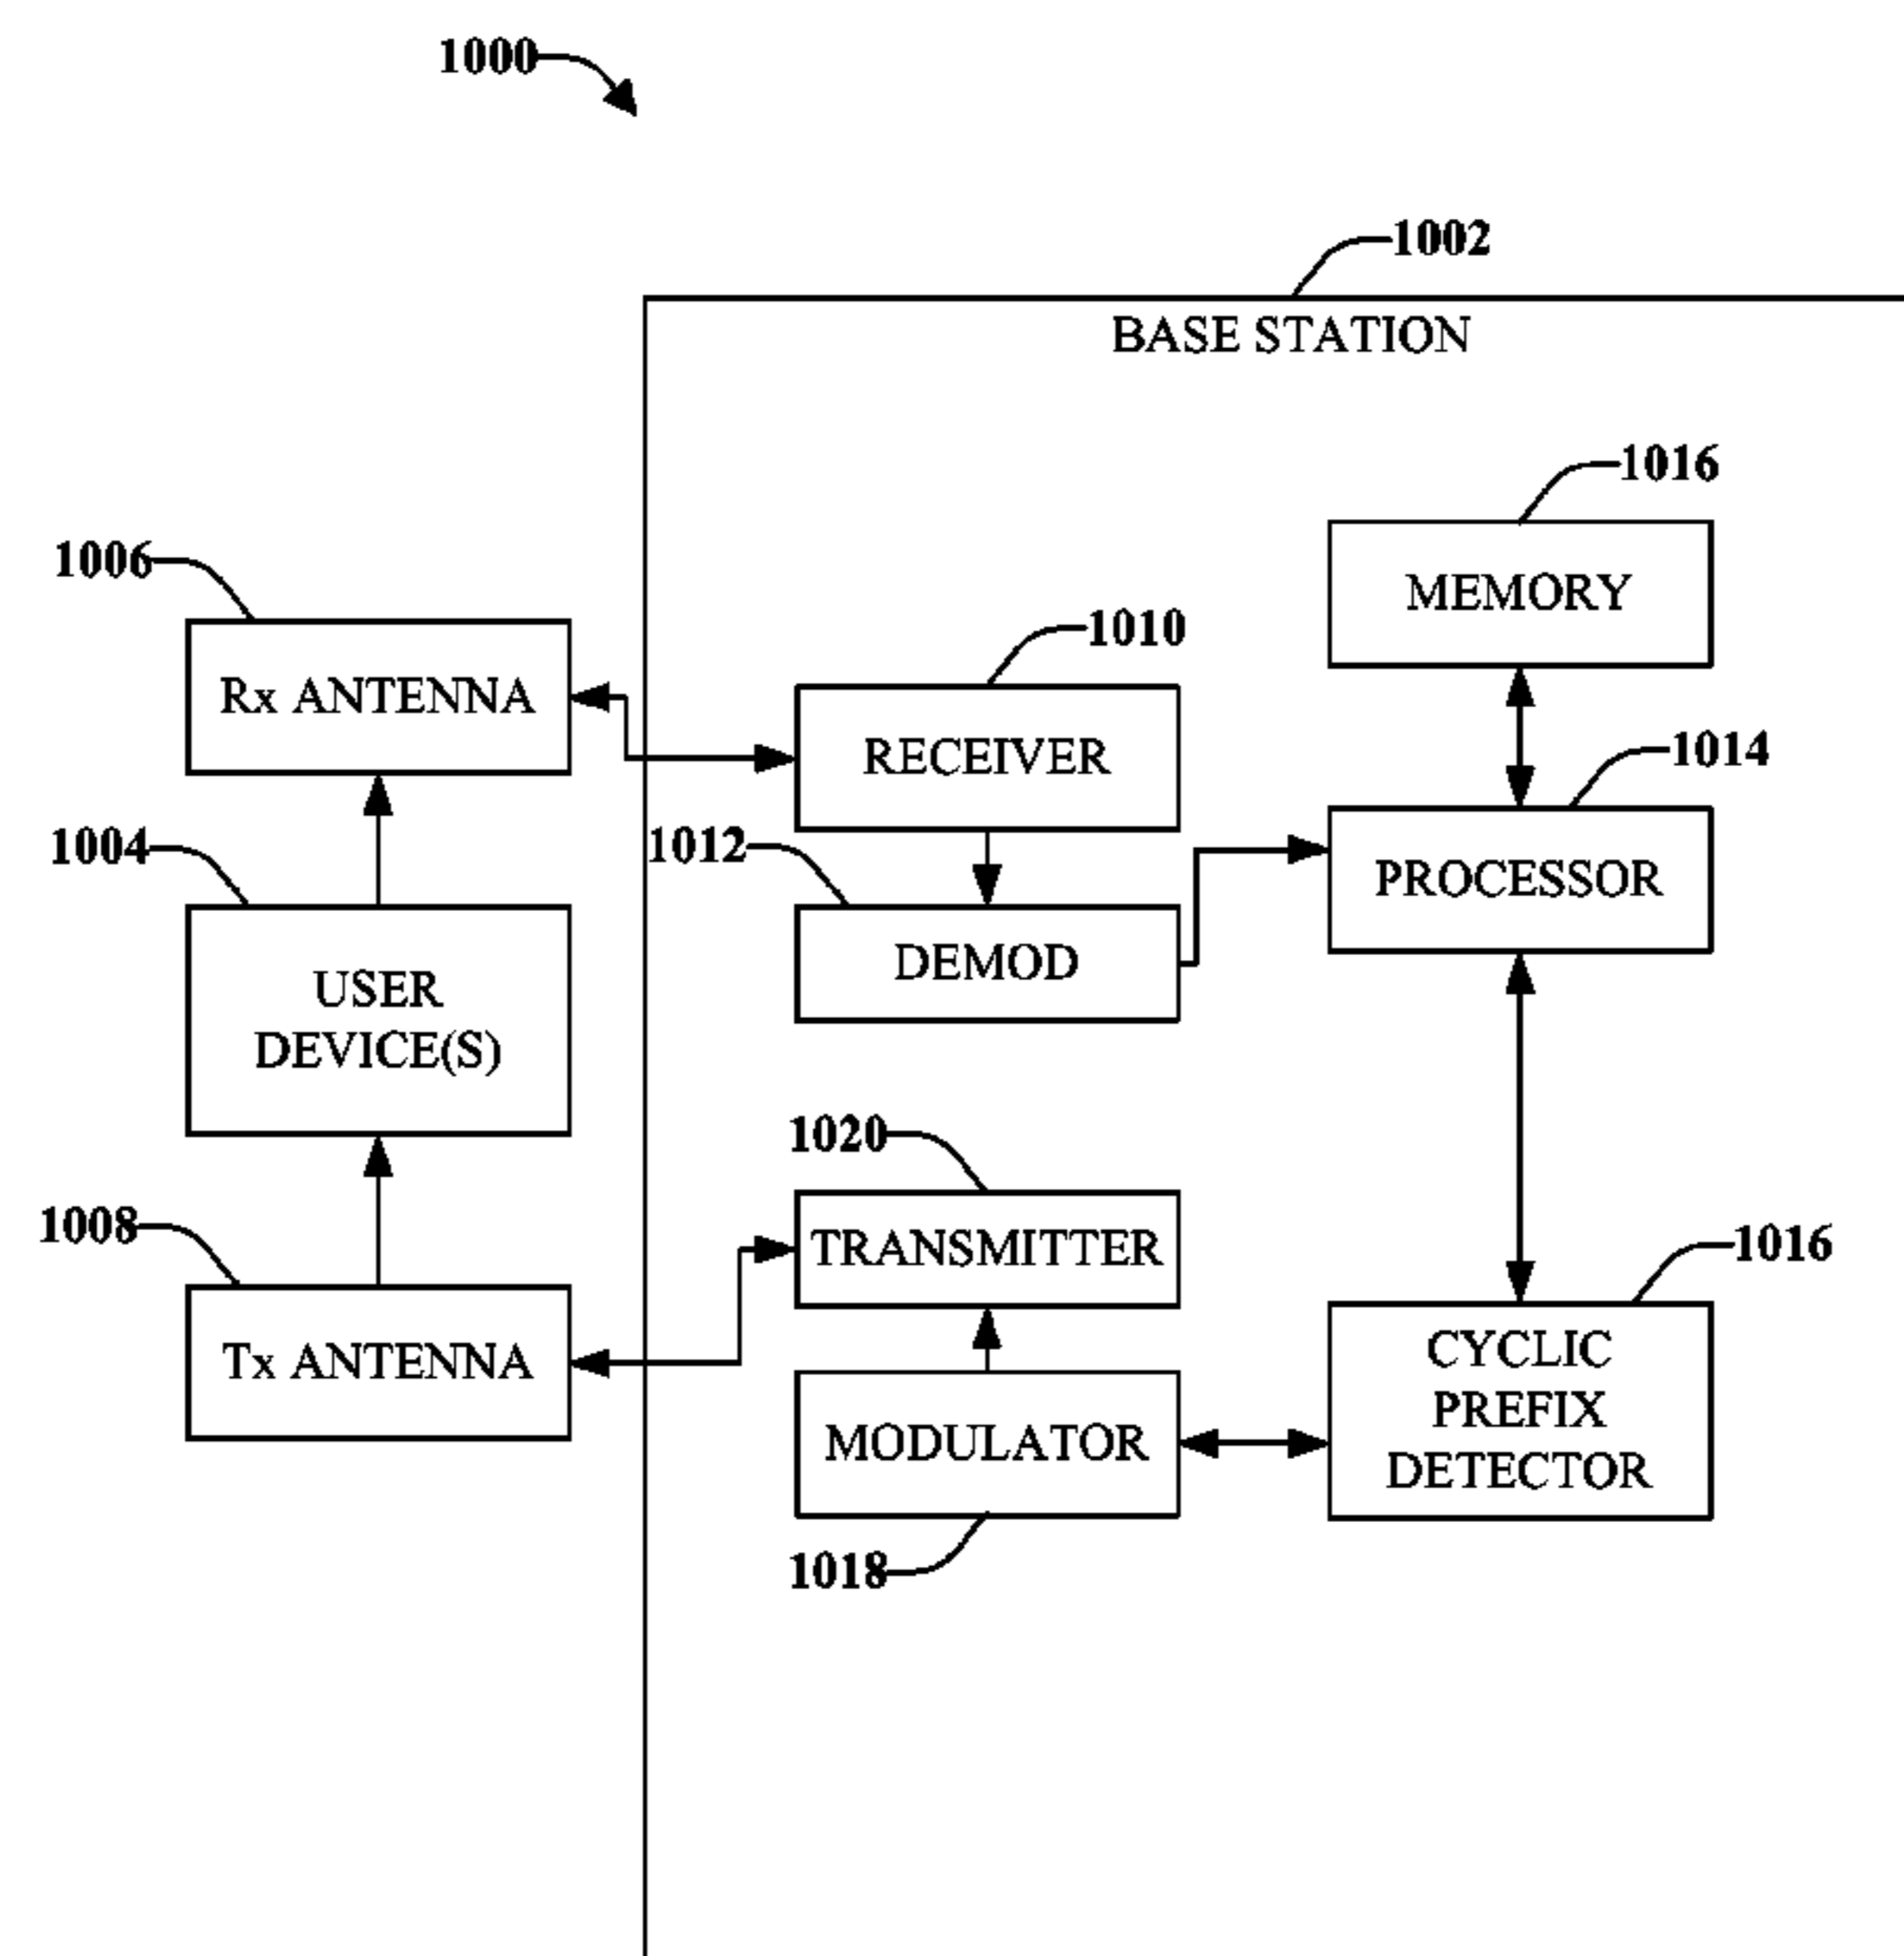 1000
1002
BASE STATION
1016
MEMORY
1006
Rx ANTENNA
1010
RECEIVER
1014
PROCESSOR
1004
USER
DEVICE(S)
1012
DEMOD
1020
TRANSMITTER
1008
Tx ANTENNA
MODULATOR
1018
1016
CYCLIC
PREFIX
DETECTOR